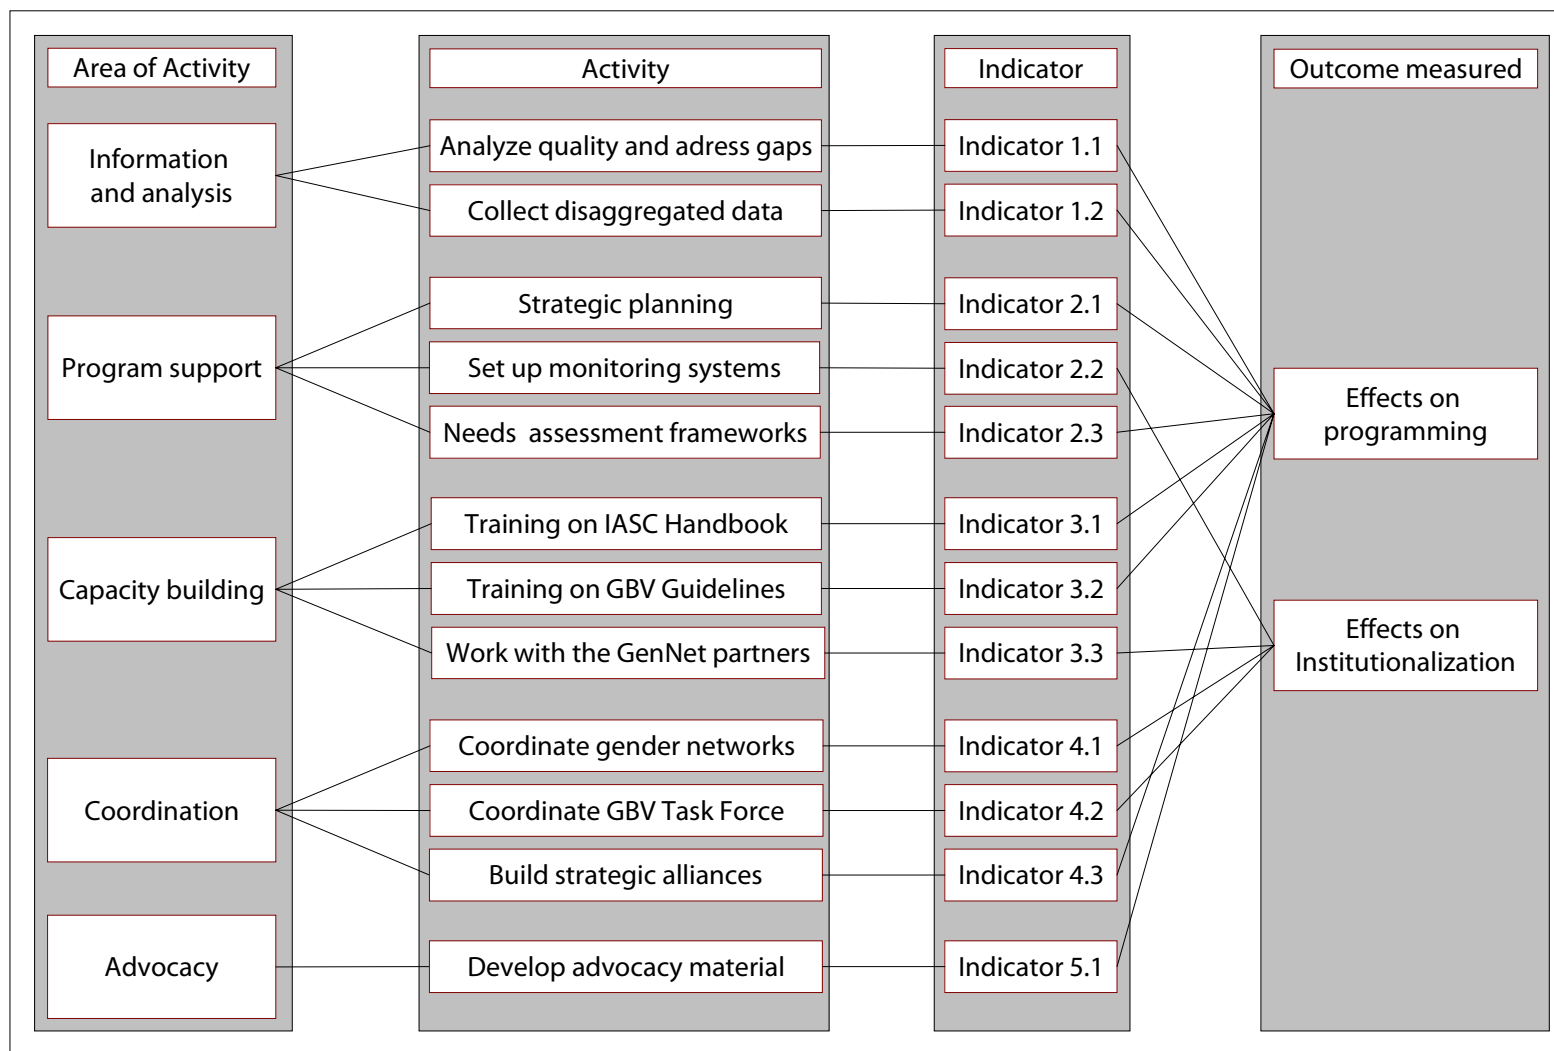 Area of Activity
Activity
Indicator
Outcome measured
Information
and analysis
Analyze quality and adress gaps
Indicator 1.1
Collect disaggregated data
Indicator 1.2
Program support
Strategic planning
Indicator 2.1
Set up monitoring systems
Indicator 2.2
Needs  assessment frameworks
Indicator 2.3
Effects on
programming
Capacity building
Training on IASC Handbook
Indicator 3.1
Training on GBV Guidelines
Indicator 3.2
Work with the GenNet partners
Indicator 3.3
Effects on
Institutionalization
Coordination
Coordinate gender networks
Indicator 4.1
Coordinate GBV Task Force
Indicator 4.2
Build strategic alliances
Indicator 4.3
Advocacy
Develop advocacy material
Indicator 5.1